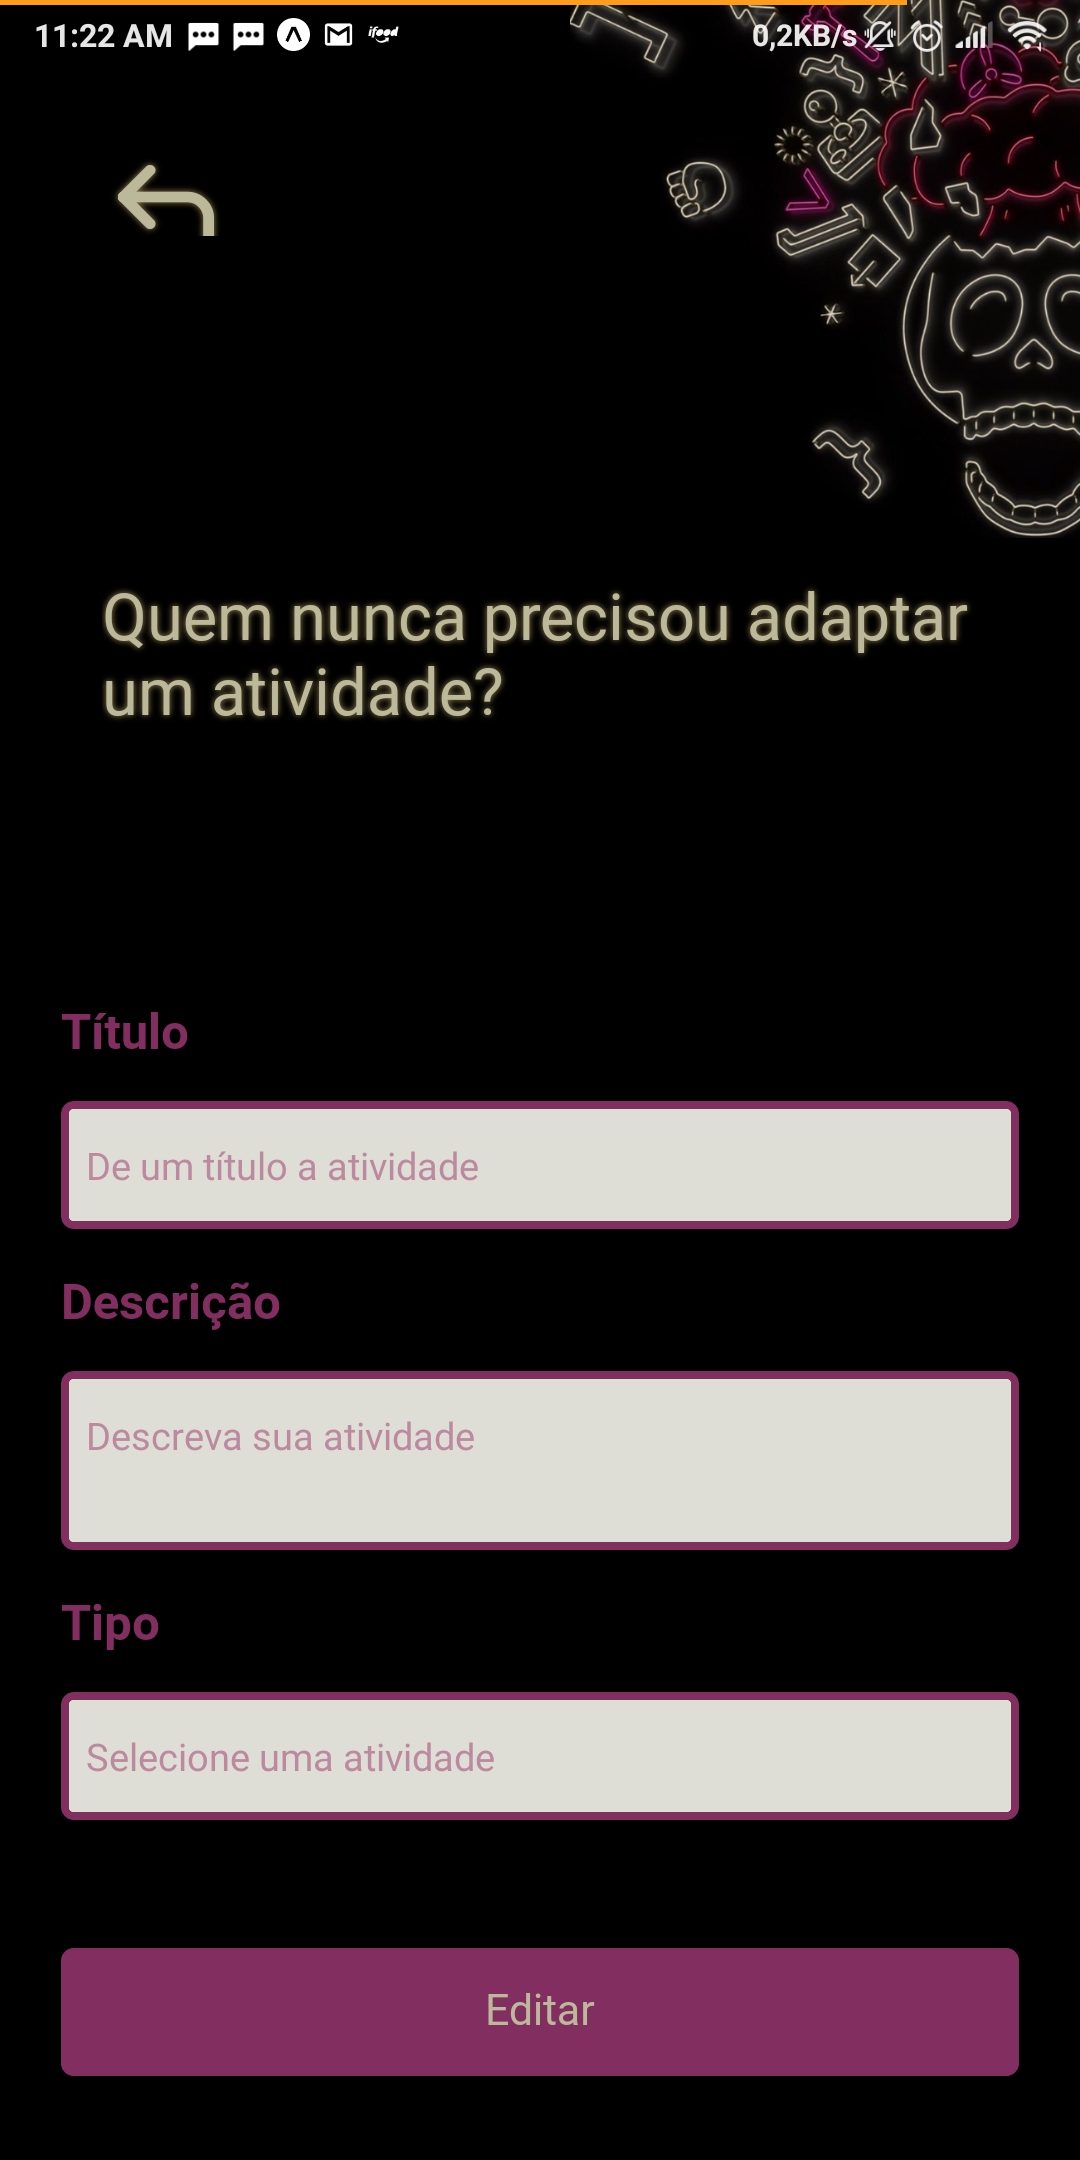 11:22 AM ifood 0,2KB/s
Quem nunca precisou adaptar
um atividade?
Título
De um título a atividade
Descrição
Descreva sua atividade
Tipo
Selecione uma atividade
Editar